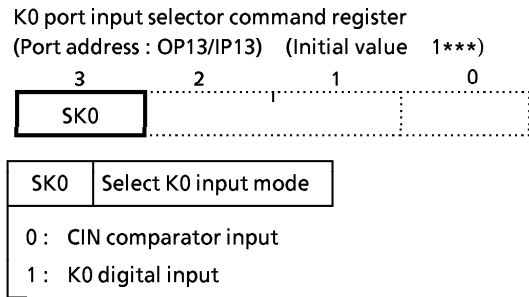 K0 port input selector command register
(Port address : OP13/IP13) (Initial value 1***)
3 2 1 0
SK0
SK0 Select K0 input mode
0 : CIN comparator input
1 : K0 digital input